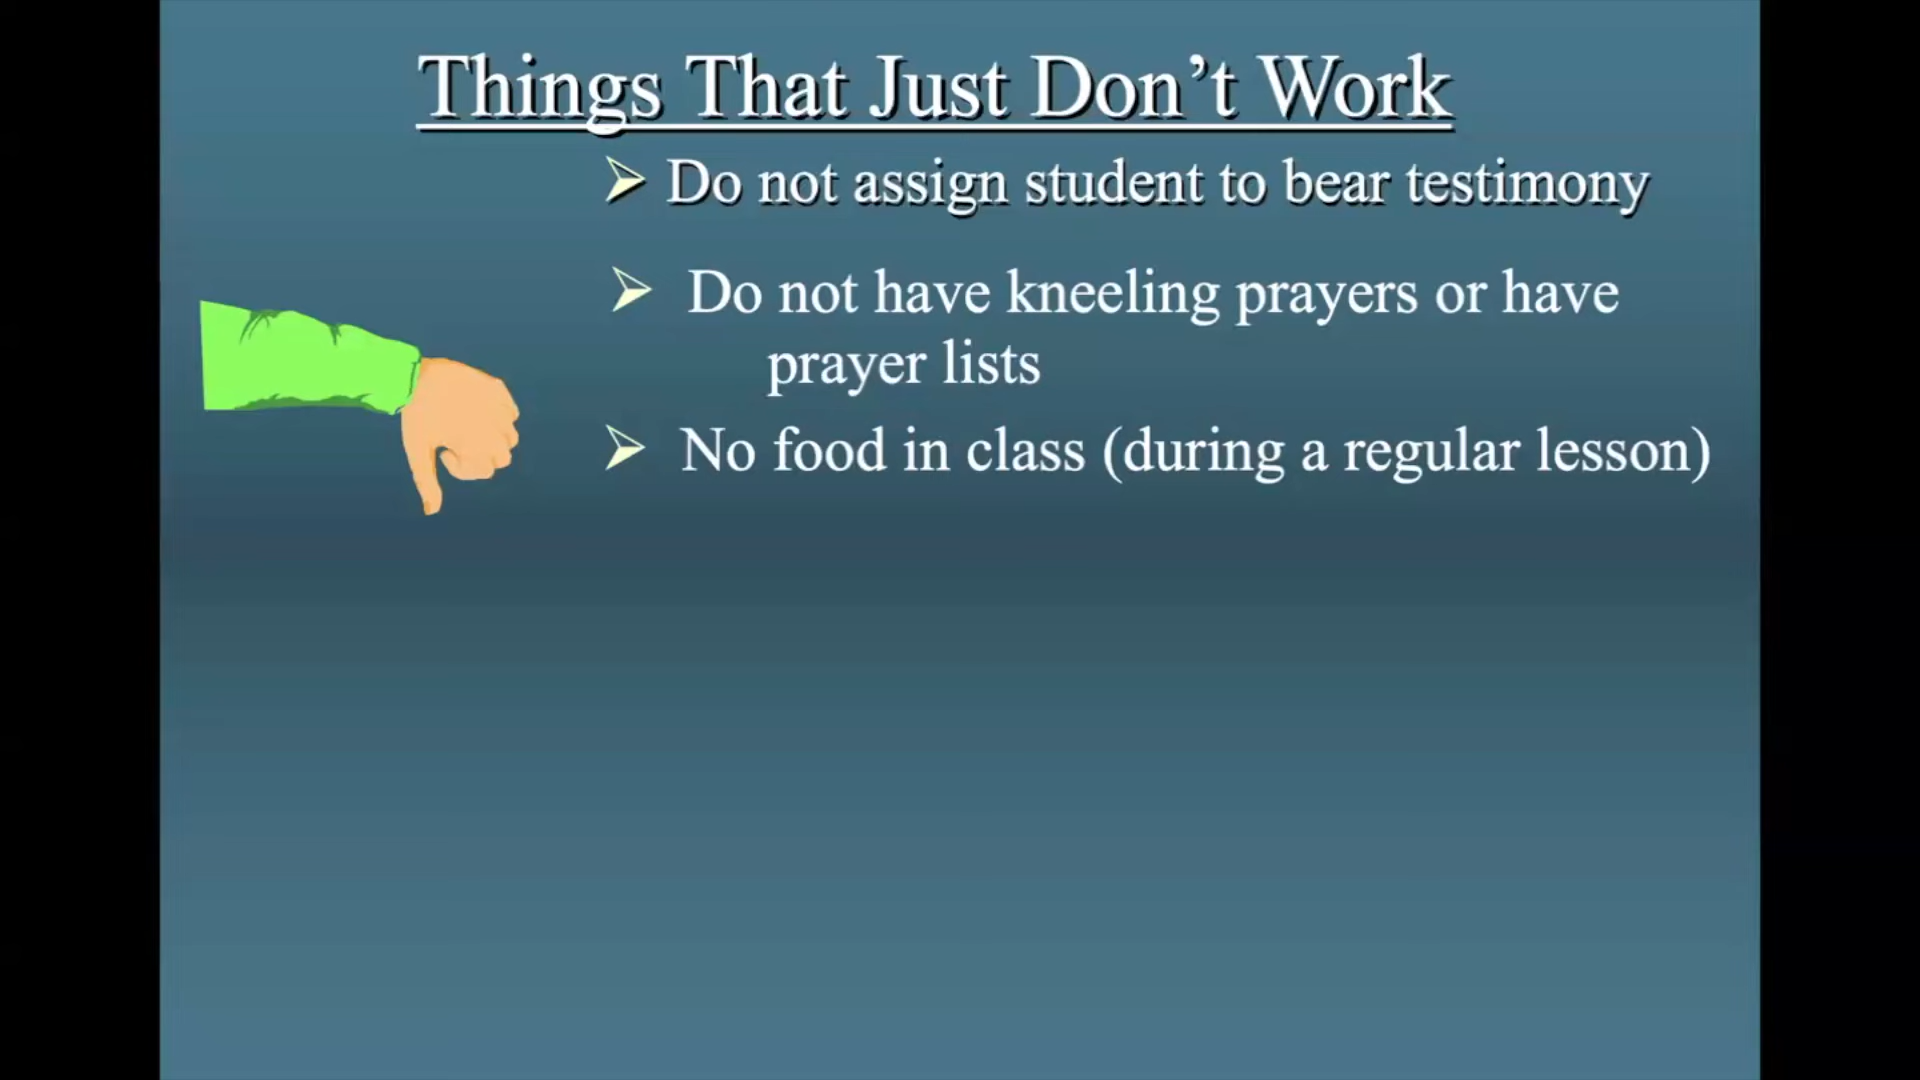 Things That Just Don’t Work
➢ Do not assign student to bear testimony
➢ Do not have kneeling prayers or have
prayer lists
➢ No food in class (during a regular lesson)